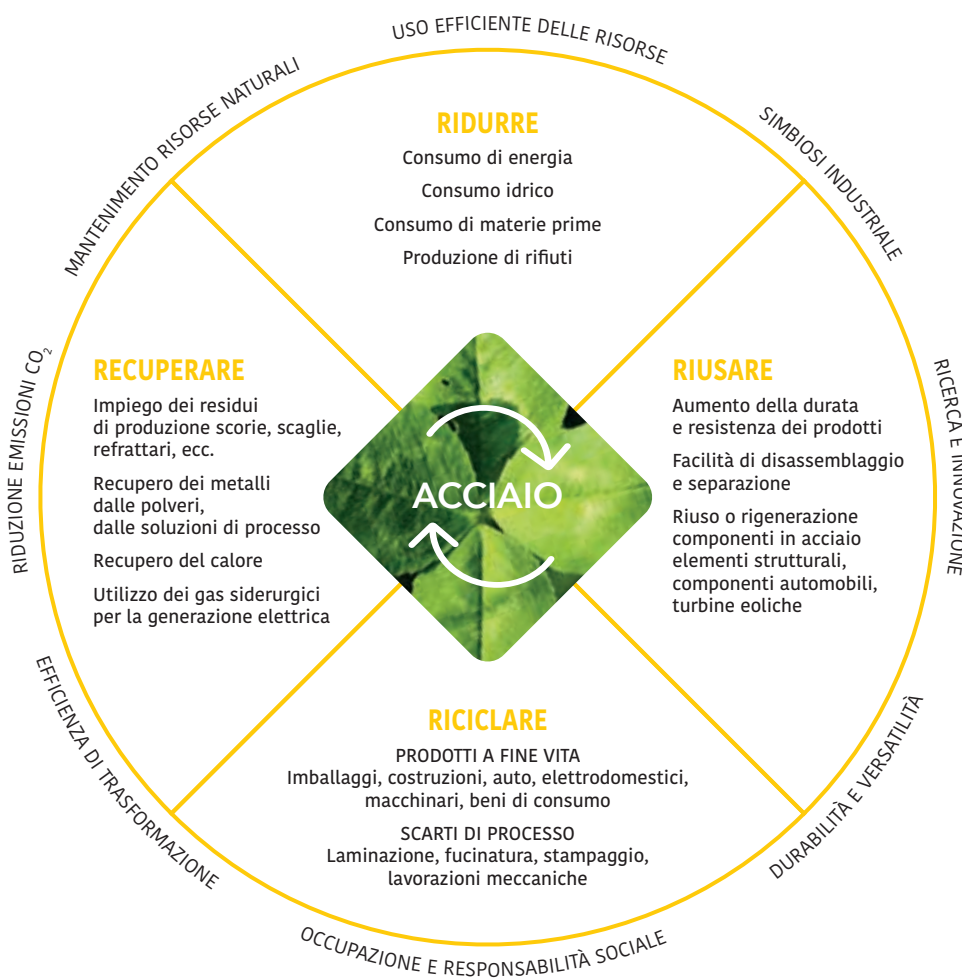 USO EFFICIENTE DELLE RISORSE
SIMBIOSI INDUSTRIALE
RICERCA E INNOVAZIONE
DURABILITÀ E VERSATILITÀ
OCCUPAZIONE E RESPONSABILITÀ SOCIALE
EFFICIENZA DI TRASFORMAZIONE
RIDUZIONE EMISSIONI CO₂
MANTENIMENTO RISORSE NATURALI
RIDURRE
Consumo di energia
Consumo idrico
Consumo di materie prime
Produzione di rifiuti
RECUPERARE
Impiego dei residui
di produzione scorie, scaglie,
refrattari, ecc.
Recupero dei metalli
dalle polveri,
dalle soluzioni di processo
Recupero del calore
Utilizzo dei gas siderurgici
per la generazione elettrica
ACCIAIO
RIUSARE
Aumento della durata
e resistenza dei prodotti
Facilità di disassemblaggio
e separazione
Riuso o rigenerazione
componenti in acciaio
elementi strutturali,
componenti automobili,
turbine eoliche
RICICLARE
PRODOTTI A FINE VITA
Imballaggi, costruzioni, auto, elettrodomestici,
macchinari, beni di consumo
SCARTI DI PROCESSO
Laminazione, fucinatura, stampaggio,
lavorazioni meccaniche